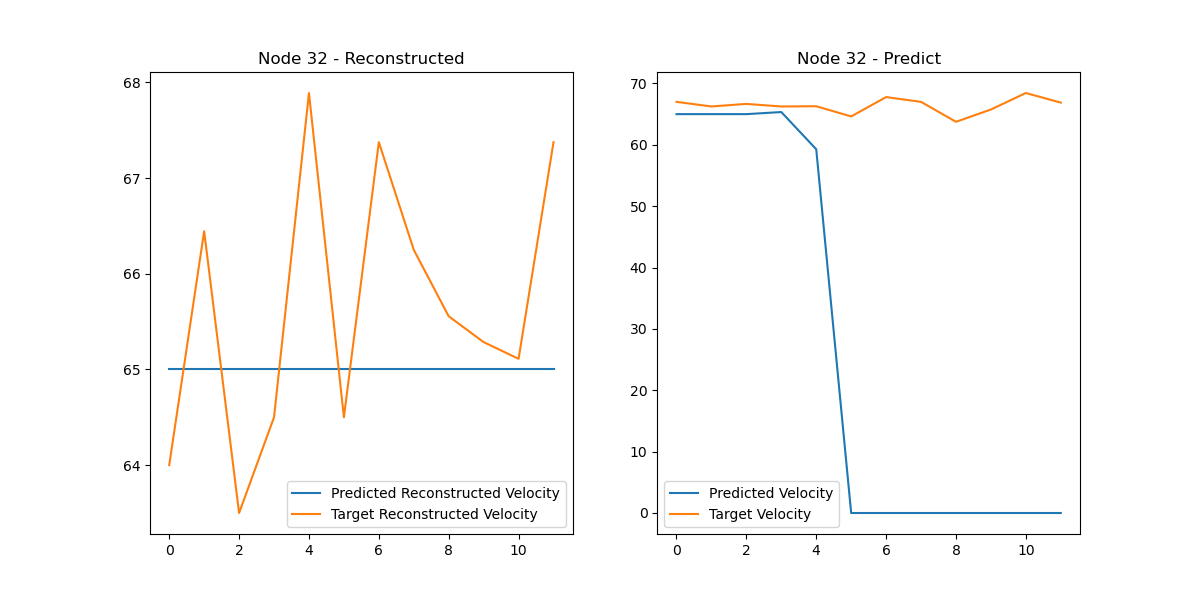 Node 32 - Reconstructed
68
67
66
65
64
0 2 4 6 8 10
Predicted Reconstructed Velocity
Target Reconstructed Velocity
Node 32 - Predict
70
60
50
40
30
20
10
0
0 2 4 6 8 10
Predicted Velocity
Target Velocity